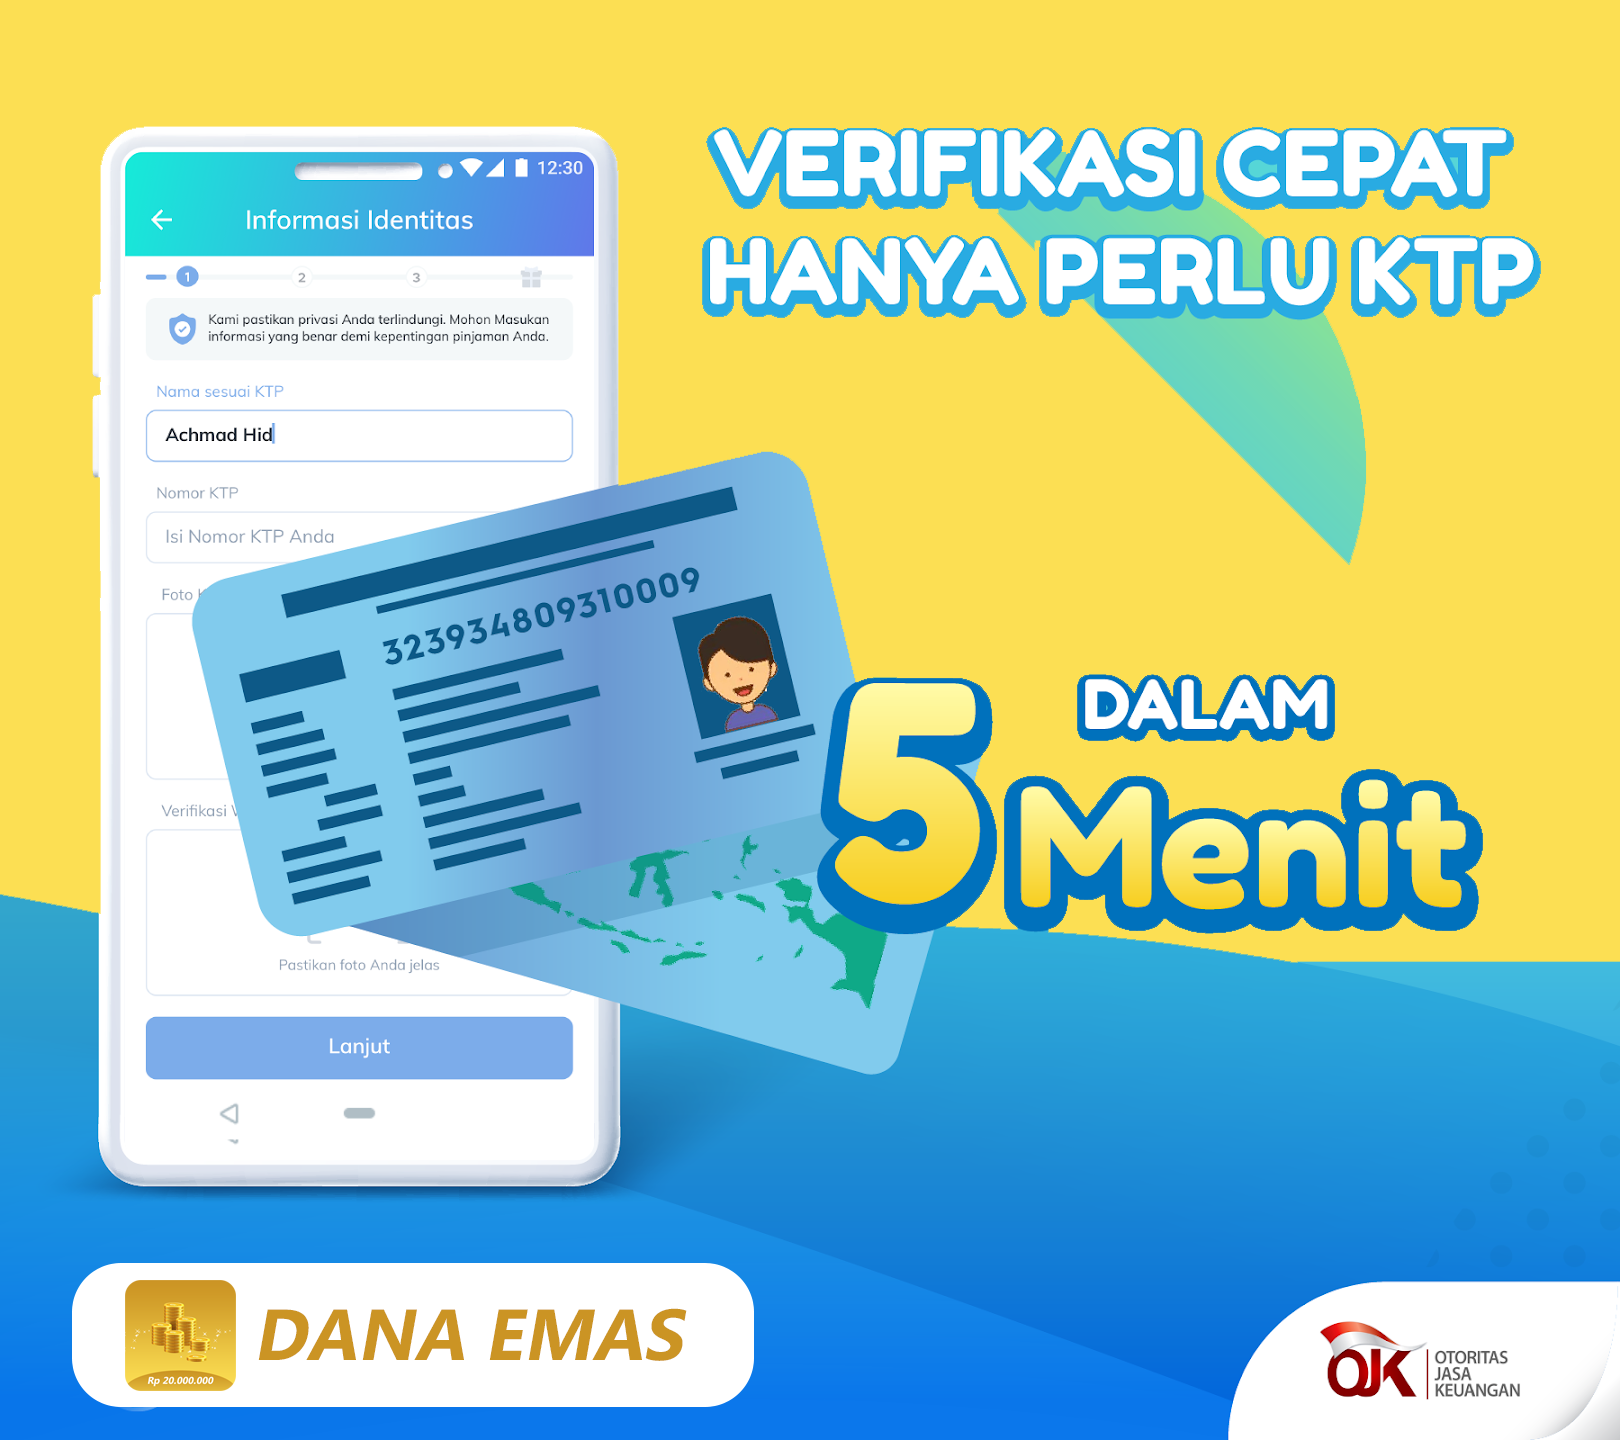 VERIFIKASI CEPAT
HANYA PERLU KTP
12:30
Informasi Identitas
1 2 3
Kami pastikan privasi Anda terlindungi. Mohon Masukan
informasi yang benar demi kepentingan pinjaman Anda.
Nama sesuai KTP
Achmad Hid
Nomor KTP
Isi Nomor KTP Anda
Foto
Verifikasi
323934809310009
Pastikan foto Anda jelas
Lanjut
DALAM
5 Menit
Rp 20.000.000
DANA EMAS
OJK
OTORITAS
JASA
KEUANGAN